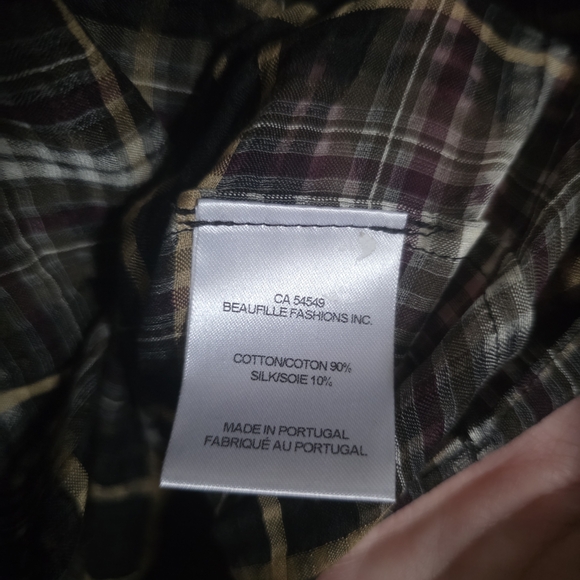 CA 54549
BEAUFILLE FASHIONS INC.
COTTON/COTON 90%
SILK/SOIE 10%
MADE IN PORTUGAL
FABRIQUÉ AU PORTUGAL